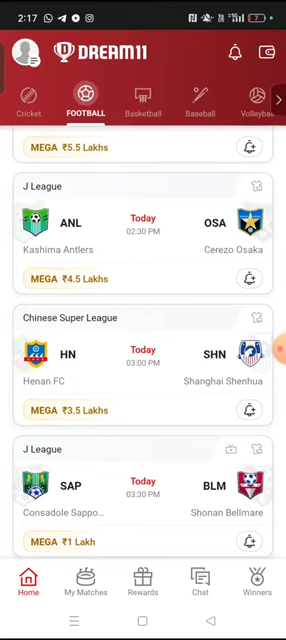 2:17
7
DREAM11
Cricket
FOOTBALL
Basketball
Baseball
Volleyball
MEGA ₹5.5 Lakhs
J League
ANL
Today
02:30 PM
OSA
Kashima Antlers
Cerezo Osaka
MEGA ₹4.5 Lakhs
Chinese Super League
HN
Today
03:00 PM
SHN
Henan FC
Shanghai Shenhua
MEGA ₹3.5 Lakhs
J League
SAP
Today
03:30 PM
BLM
Consadole Sappo...
Shonan Bellmare
MEGA ₹1 Lakh
Home
My Matches
Rewards
Chat
Winners